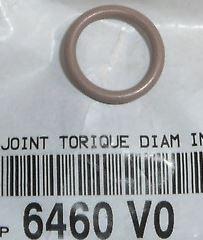 JOINT TORIQUE DIAM IN
P 6460 V0